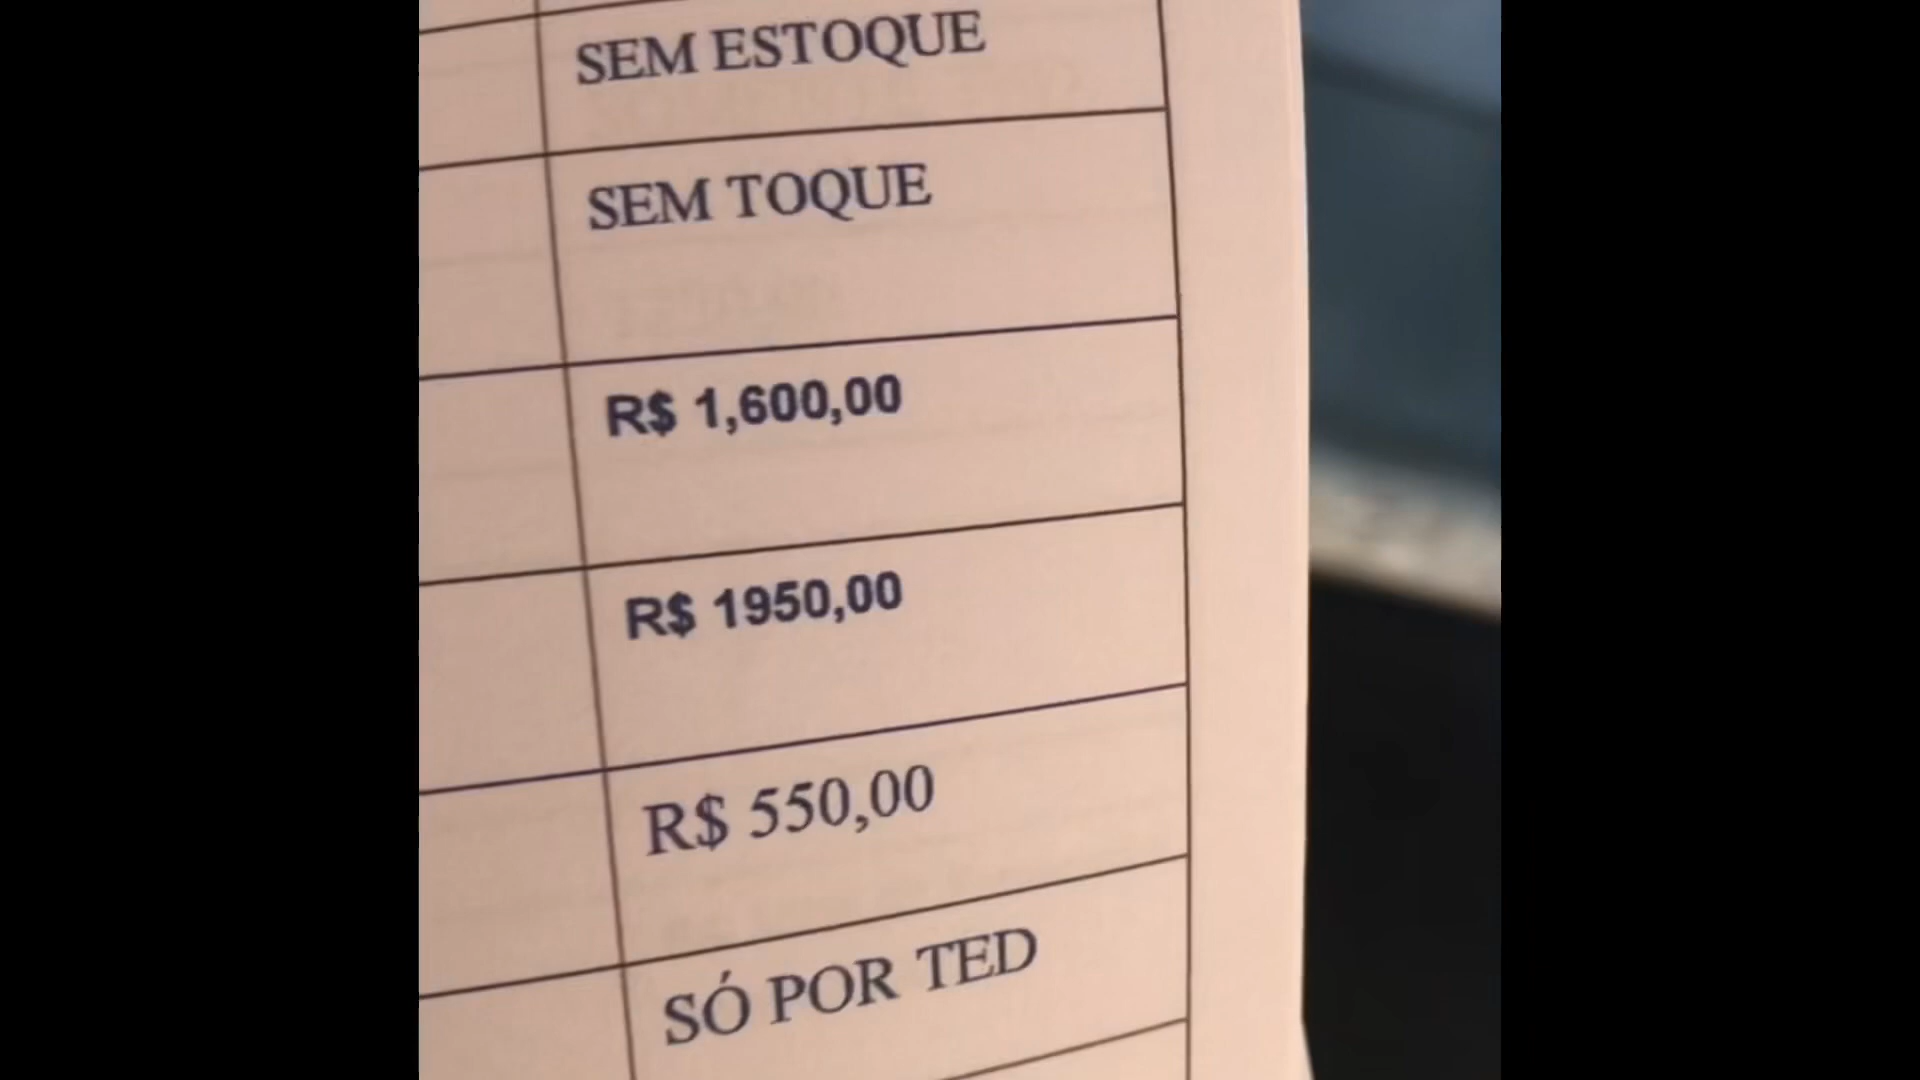 SEM ESTOQUE
SEM TOQUE
R$ 1,600,00
R$ 1950,00
R$ 550,00
SÓ POR TED